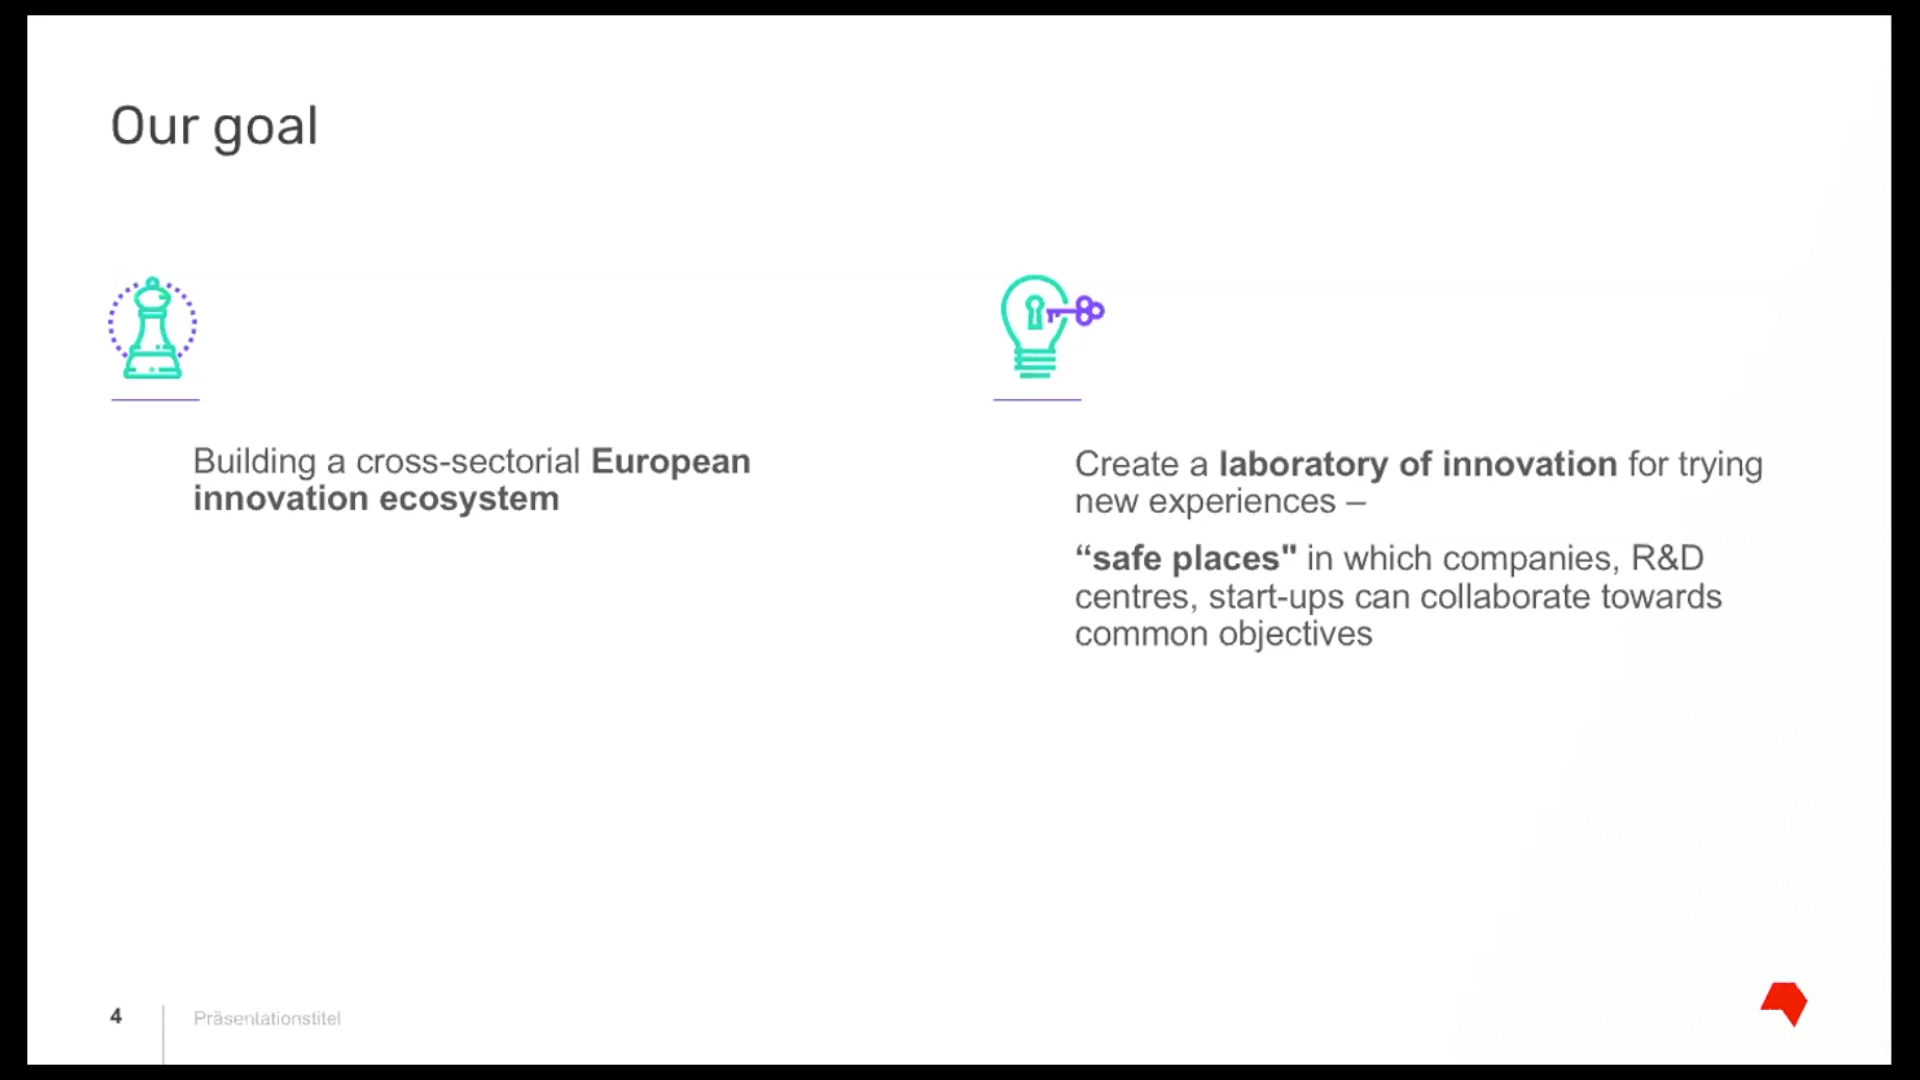 Our goal
Building a cross-sectorial European
innovation ecosystem
Create a laboratory of innovation for trying
new experiences –
“safe places" in which companies, R&D
centres, start-ups can collaborate towards
common objectives
4
Präsentationstitel